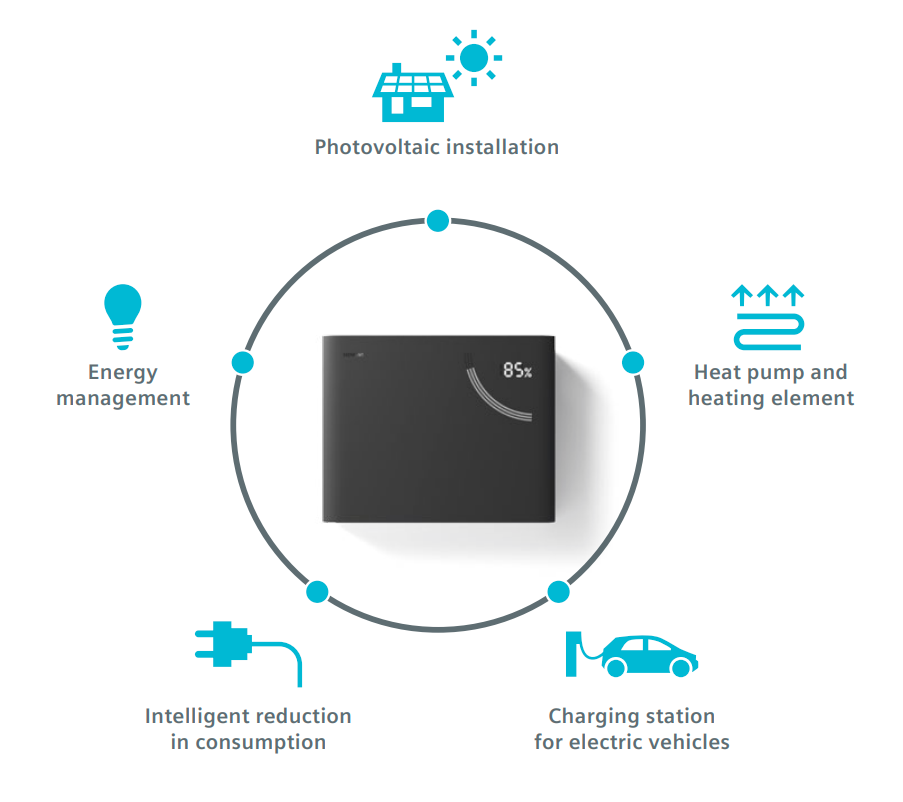 Photovoltaic installation
Energy
management
85%
Heat pump and
heating element
Intelligent reduction
in consumption
Charging station
for electric vehicles